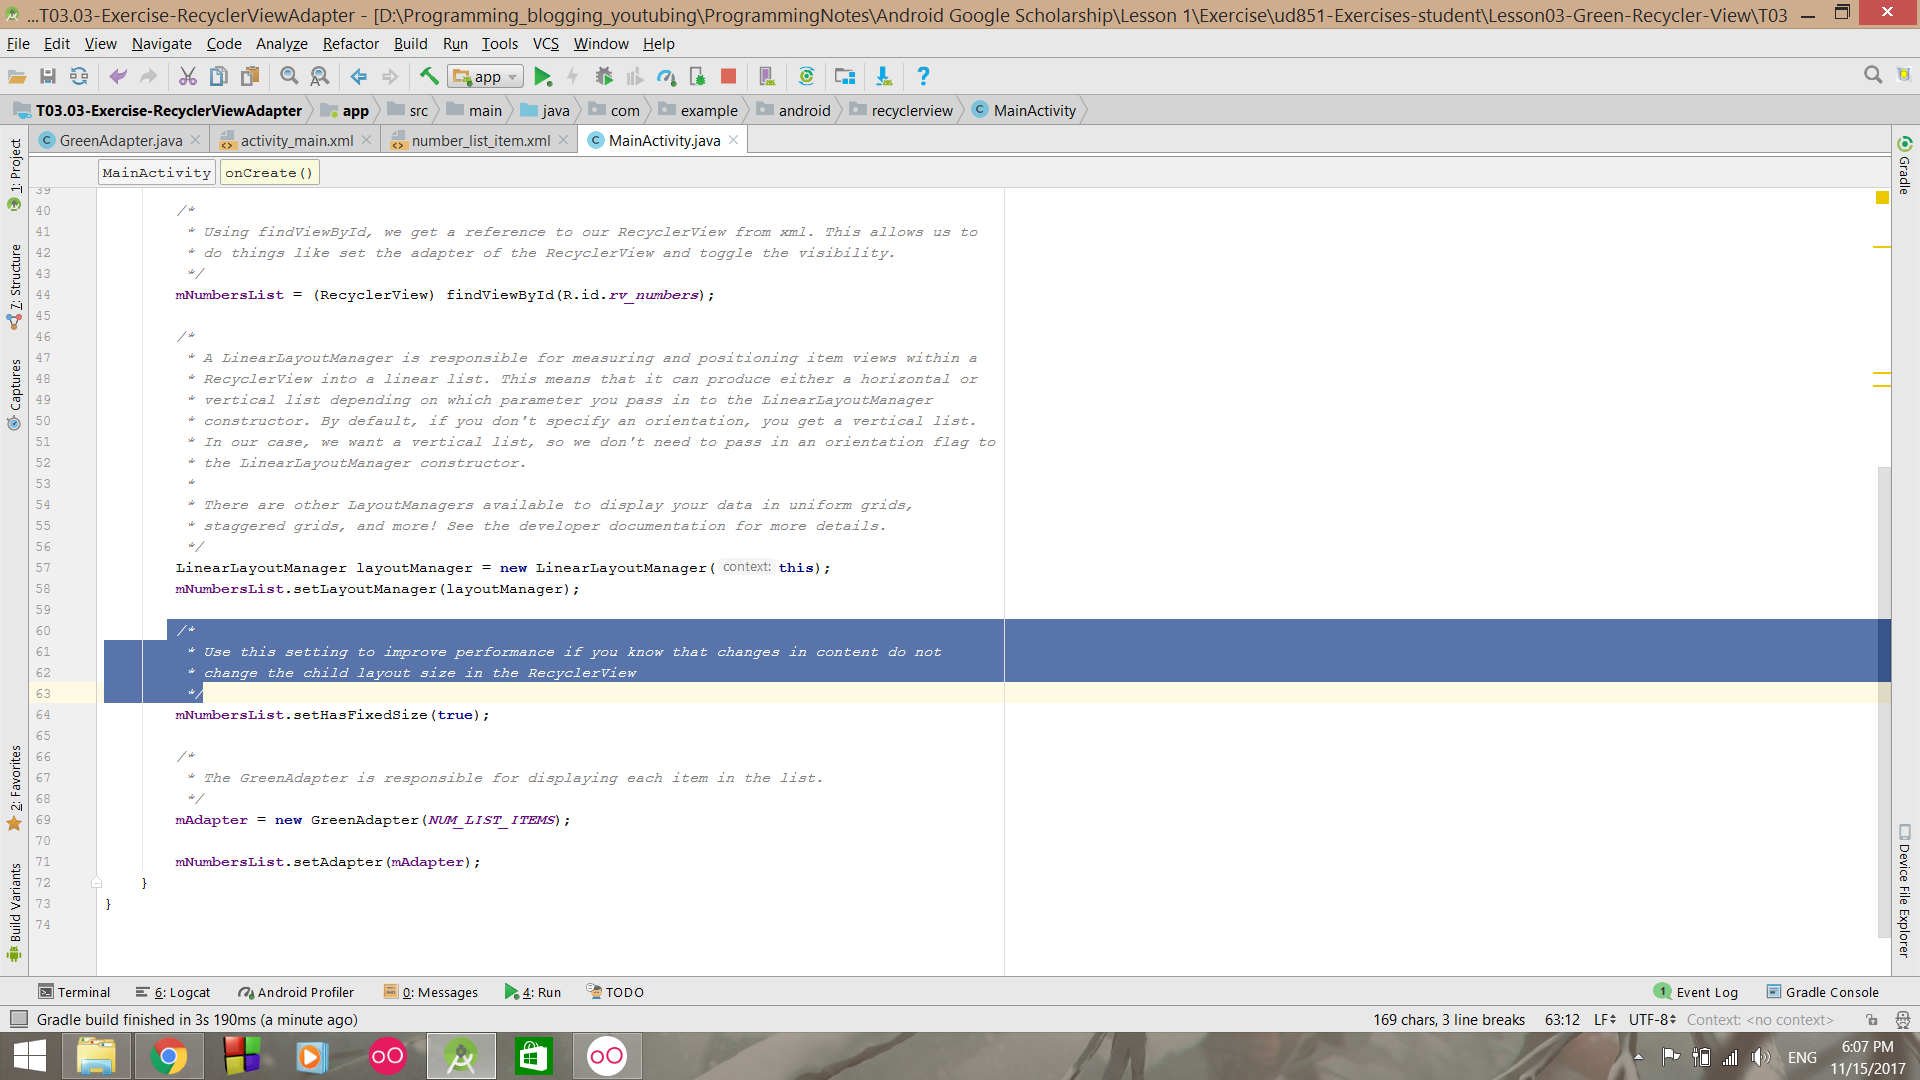 ...T03.03-Exercise-RecyclerViewAdapter - [D:\Programming_blogging_youtubing\ProgrammingNotes\Android Google Scholarship\Lesson 1\Exercise\ud851-Exercises-student\Lesson03-Green-Recycler-View\T03
File Edit View Navigate Code Analyze Refactor Build Run Tools VCS Window Help
app
T03.03-Exercise-RecyclerViewAdapter app src main java com example android recyclerview MainActivity
GreenAdapter.java activity_main.xml number_list_item.xml MainActivity.java
MainActivity onCreate()
1: Project
7: Structure
Captures
2: Favorites
Build Variants
39
40 /*
41 * Using findViewById, we get a reference to our RecyclerView from xml. This allows us to
42 * do things like set the adapter of the RecyclerView and toggle the visibility.
43 */
44 mNumbersList = (RecyclerView) findViewById(R.id.rv_numbers);
45
46 /*
47 * A LinearLayoutManager is responsible for measuring and positioning item views within a
48 * RecyclerView into a linear list. This means that it can produce either a horizontal or
49 * vertical list depending on which parameter you pass in to the LinearLayoutManager
50 * constructor. By default, if you don't specify an orientation, you get a vertical list.
51 * In our case, we want a vertical list, so we don't need to pass in an orientation flag to
52 * the LinearLayoutManager constructor.
53 *
54 * There are other LayoutManagers available to display your data in uniform grids,
55 * staggered grids, and more! See the developer documentation for more details.
56 */
57 LinearLayoutManager layoutManager = new LinearLayoutManager( context: this);
58 mNumbersList.setLayoutManager(layoutManager);
59
60 /*
61 * Use this setting to improve performance if you know that changes in content do not
62 * change the child layout size in the RecyclerView
63 */
64 mNumbersList.setHasFixedSize(true);
65
66 /*
67 * The GreenAdapter is responsible for displaying each item in the list.
68 */
69 mAdapter = new GreenAdapter(NUM_LIST_ITEMS);
70
71 mNumbersList.setAdapter(mAdapter);
72 }
73 }
74
Gradle
Device File Explorer
Terminal 6: Logcat Android Profiler 0: Messages 4: Run TODO 1 Event Log Gradle Console
Gradle build finished in 3s 190ms (a minute ago) 169 chars, 3 line breaks 63:12 LF UTF-8 Context: <no context>
ENG 6:07 PM
11/15/2017